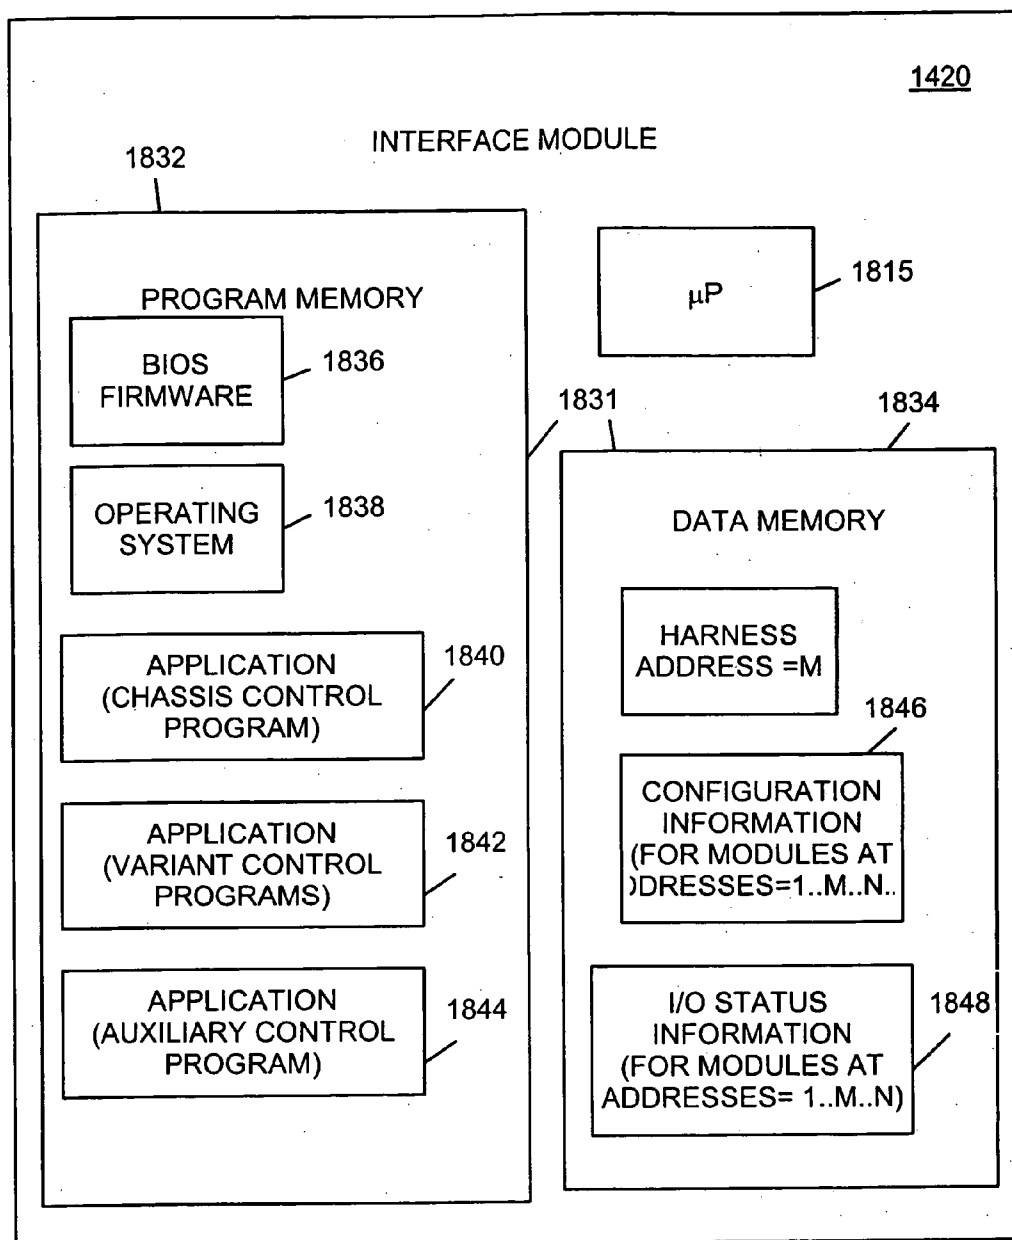 1420
INTERFACE MODULE
1832
PROGRAM MEMORY
BIOS
FIRMWARE
1836
OPERATING
SYSTEM
1838
APPLICATION
(CHASSIS CONTROL
PROGRAM)
1840
APPLICATION
(VARIANT CONTROL
PROGRAMS)
1842
APPLICATION
(AUXILIARY CONTROL
PROGRAM)
1844
µP
1815
1831
1834
DATA MEMORY
HARNESS
ADDRESS =M
1846
CONFIGURATION
INFORMATION
(FOR MODULES AT
DDRESSES=1..M..N..
I/O STATUS
INFORMATION
(FOR MODULES AT
ADDRESSES= 1..M..N)
1848